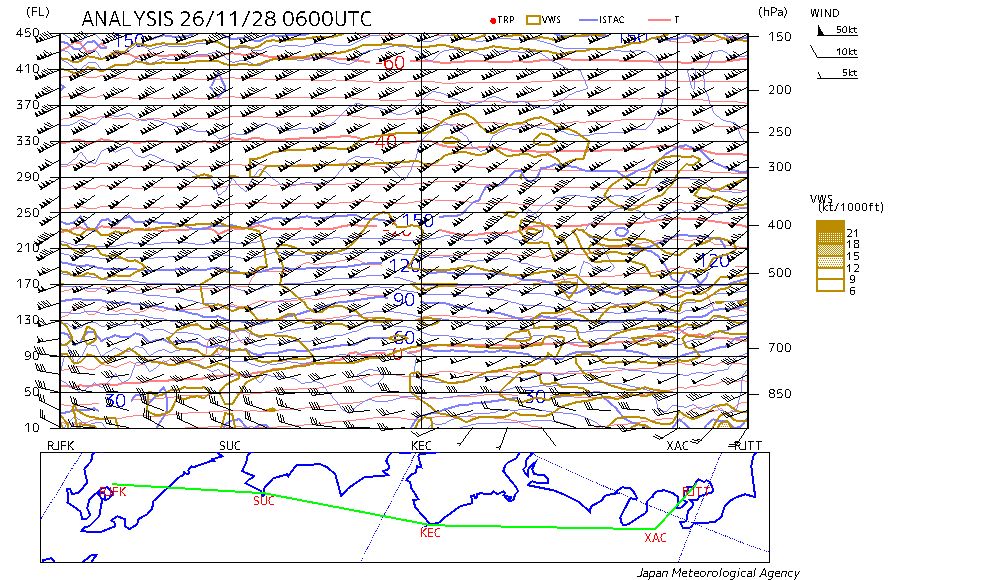 (FL) ANALYSIS 26/11/28 0600UTC TRP VWS ISTAC T (hPa) WIND
450 150 150 150 50kt
-60 10kt
410 5kt
200
370
250
330 -40
300
290
VWS
250 (kt/1000ft)
150 400
21
210 18
120 120 15
500 12
170 9
90 6
130
60
700
90 0
50 30 30 850
10
RJFK SUC KEC XAC RJTT
RJFK SUC KEC XAC RJTT
Japan Meteorological Agency